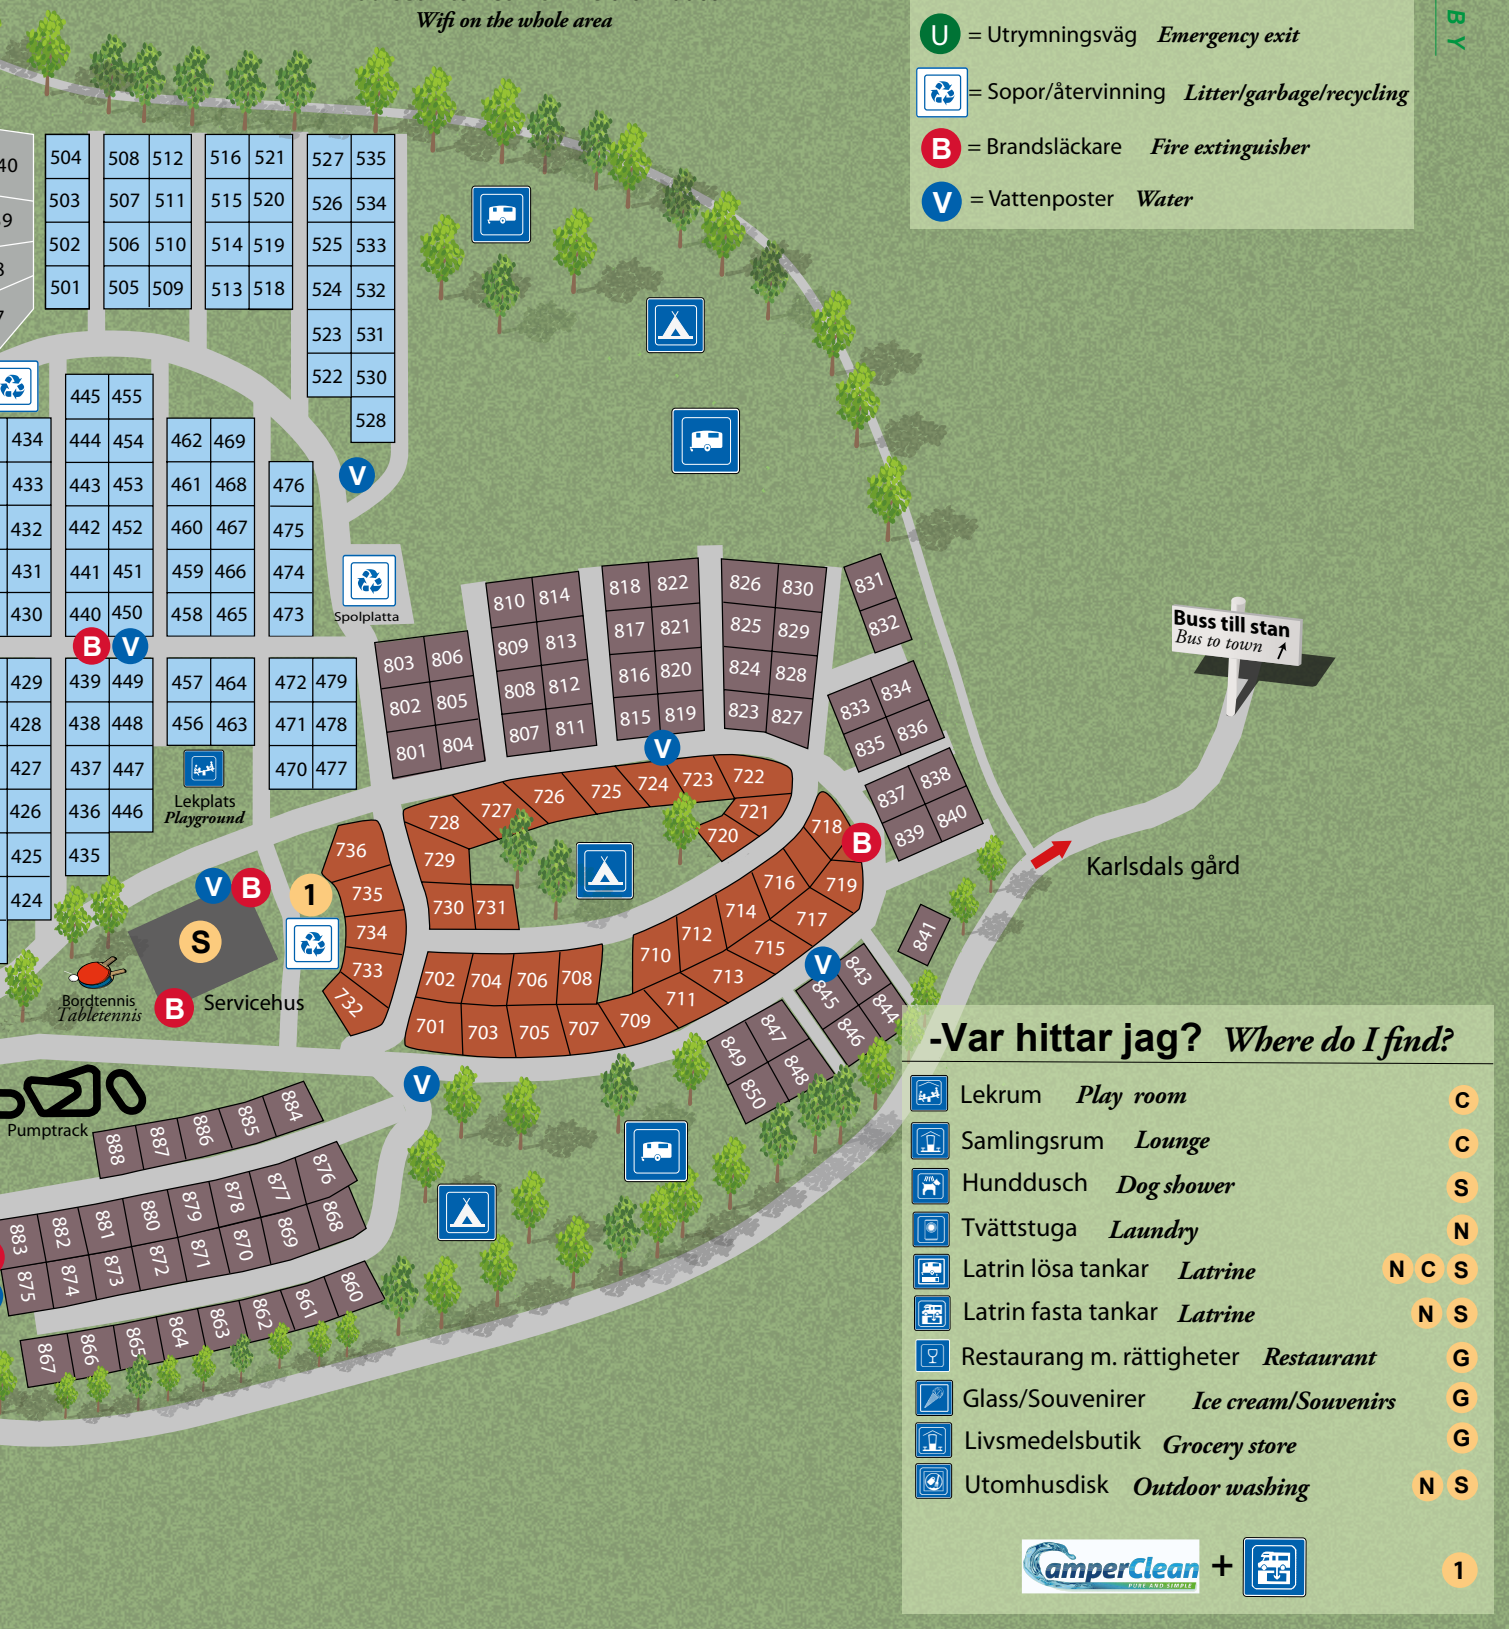 Wifi on the whole area
BY
U = Utrymningsväg Emergency exit
= Sopor/återvinning Litter/garbage/recycling
B = Brandsläckare Fire extinguisher
V = Vattenposter Water
40
504 508 512 516 521 527 535
503 507 511 515 520 526 534
502 506 510 514 519 525 533
501 505 509 513 518 524 532
523 531
522 530
528
445 455
434 444 454 462 469
433 443 453 461 468 476
V
432 442 452 460 467 475
431 441 451 459 466 474
430 440 450 458 465 473
Spolplatta
B V
429 439 449 457 464 472 479
428 438 448 456 463 471 478
427 437 447 470 477
426 436 446
425 435
424
Lekplats
Playground
803 806
802 805
801 804
810 814
809 813
808 812
807 811
818 822
817 821
816 820
815 819
826 830
825 829
824 828
823 827
831
832
833 834
835 836
837 838
839 840
841
V
728 727 726 725 724 723 722
721
720
729
730 731
718
B
719
716
717
714
715
712
713
710
711
709
702 704 706 708
701 703 705 707
736
735
734
733
732
V B
1
S
B
Servicehus
Bordtennis
Tabletennis
V
843
845 844
846
847
849 848
850
V
Pumptrack
888 887 886 885 884
883 882 881 880 879 878 877 876
875 874 873 872 871 870 869 868
867 866 865 864 863 862 861 860
Buss till stan
Bus to town
Karlsdals gård
-Var hittar jag? Where do I find?
Lekrum Play room C
Samlingsrum Lounge C
Hunddusch Dog shower S
Tvättstuga Laundry N
Latrin lösa tankar Latrine N C S
Latrin fasta tankar Latrine N S
Restaurang m. rättigheter Restaurant G
Glass/Souvenirer Ice cream/Souvenirs G
Livsmedelsbutik Grocery store G
Utomhusdisk Outdoor washing N S
CamperClean + 1
PURE AND SIMPLE